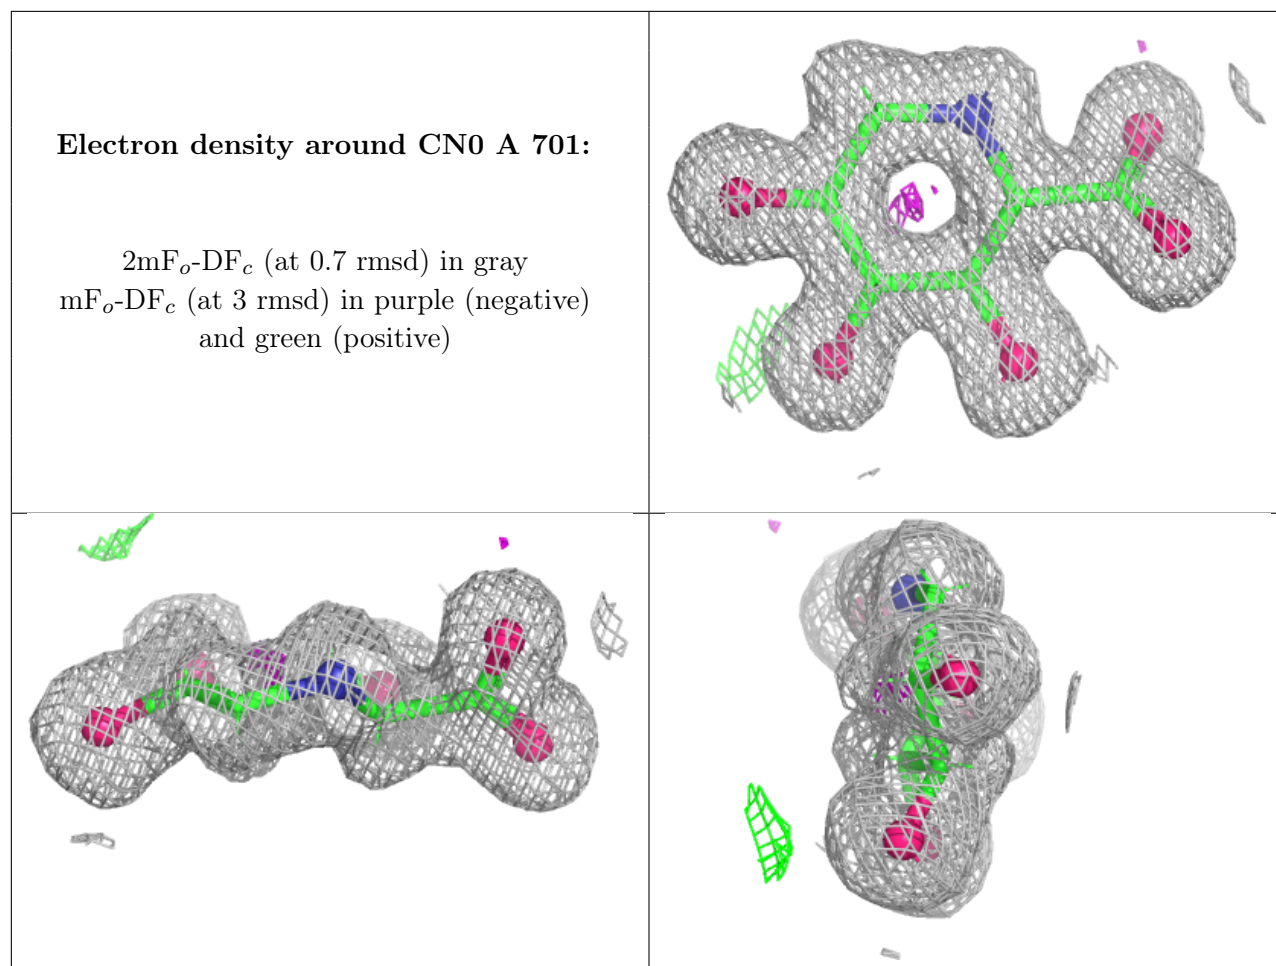 Electron density around CN0 A 701:
2mFo-DFc (at 0.7 rmsd) in gray
mFo-DFc (at 3 rmsd) in purple (negative)
and green (positive)